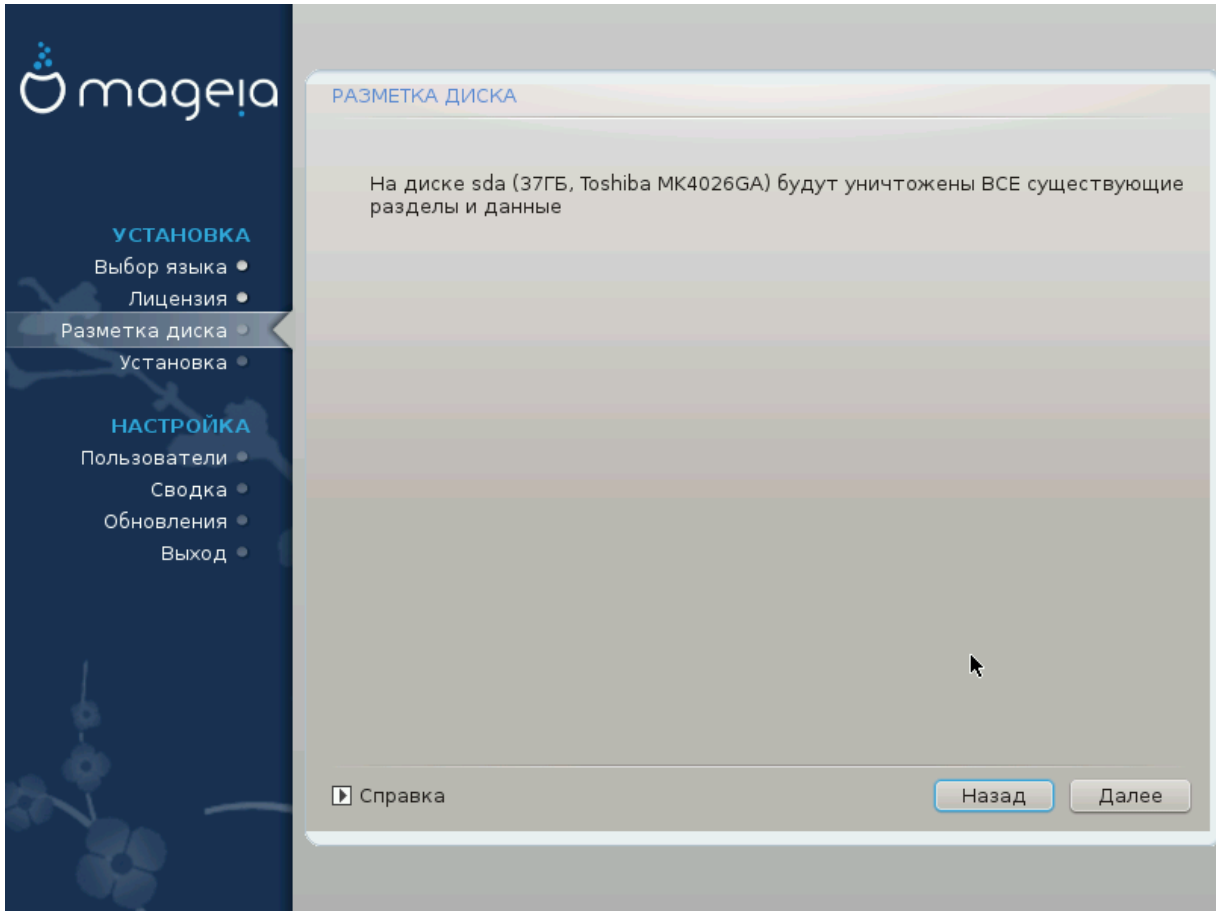 mageia
УСТАНОВКА
Выбор языка
Лицензия
Разметка диска
Установка
НАСТРОЙКА
Пользователи
Сводка
Обновления
Выход
РАЗМЕТКА ДИСКА
На диске sda (37ГБ, Toshiba MK4026GA) будут уничтожены ВСЕ существующие
разделы и данные
Справка
Назад
Далее